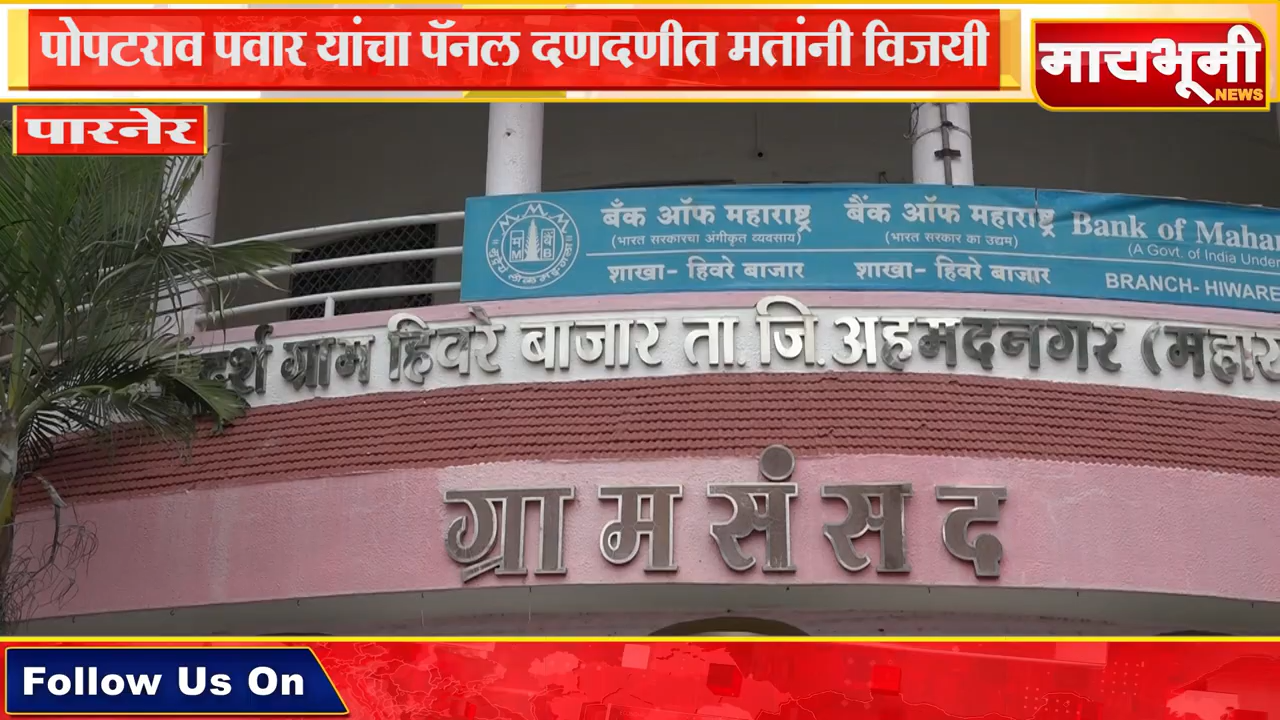 पोपटराव पवार यांचा पॅनल दणदणीत मतांनी विजयी
मायभूमी
NEWS
पारनेर
बँक ऑफ महाराष्ट्र
(भारत सरकारचा अंगीकृत व्यवसाय)
शाखा- हिवरे बाजार
बैंक ऑफ महाराष्ट्र
(भारत सरकार का उद्यम)
शाखा- हिवरे बाज़ार
Bank of Mahar
(A Govt. of India Under
BRANCH- HIWARE
ग्राम हिवरे बाजार ता. जि. अहमदनगर (महारा
ग्रामसंसद
Follow Us On